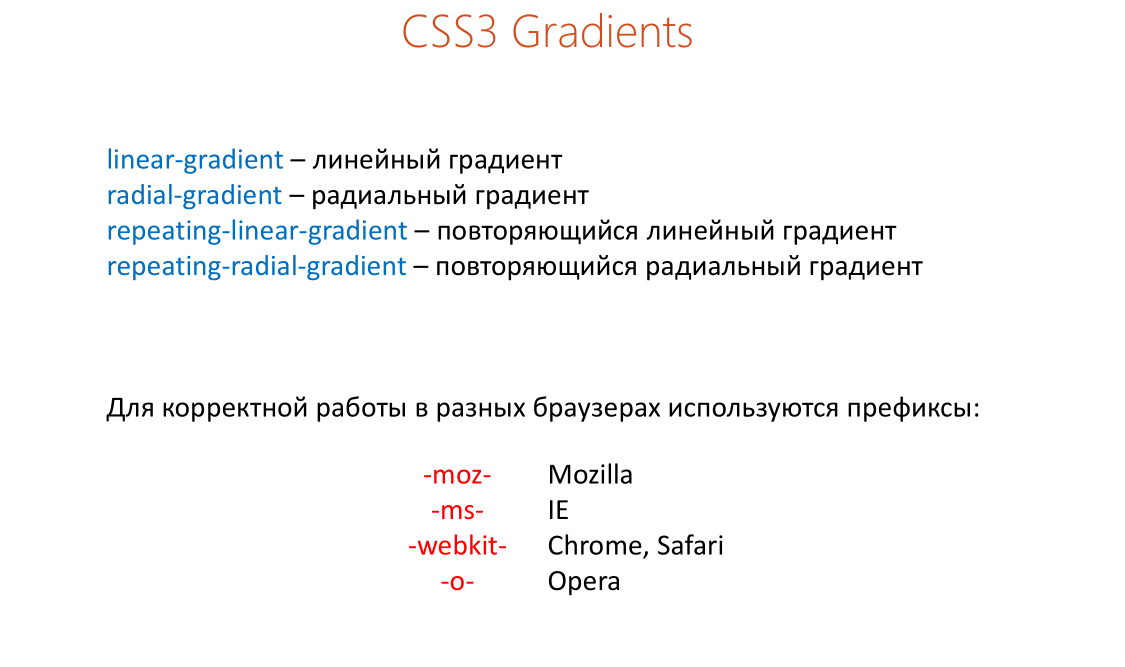 CSS3 Gradients
linear-gradient – линейный градиент
radial-gradient – радиальный градиент
repeating-linear-gradient – повторяющийся линейный градиент
repeating-radial-gradient – повторяющийся радиальный градиент
Для корректной работы в разных браузерах используются префиксы:
-moz- Mozilla
-ms- IE
-webkit- Chrome, Safari
-o- Opera